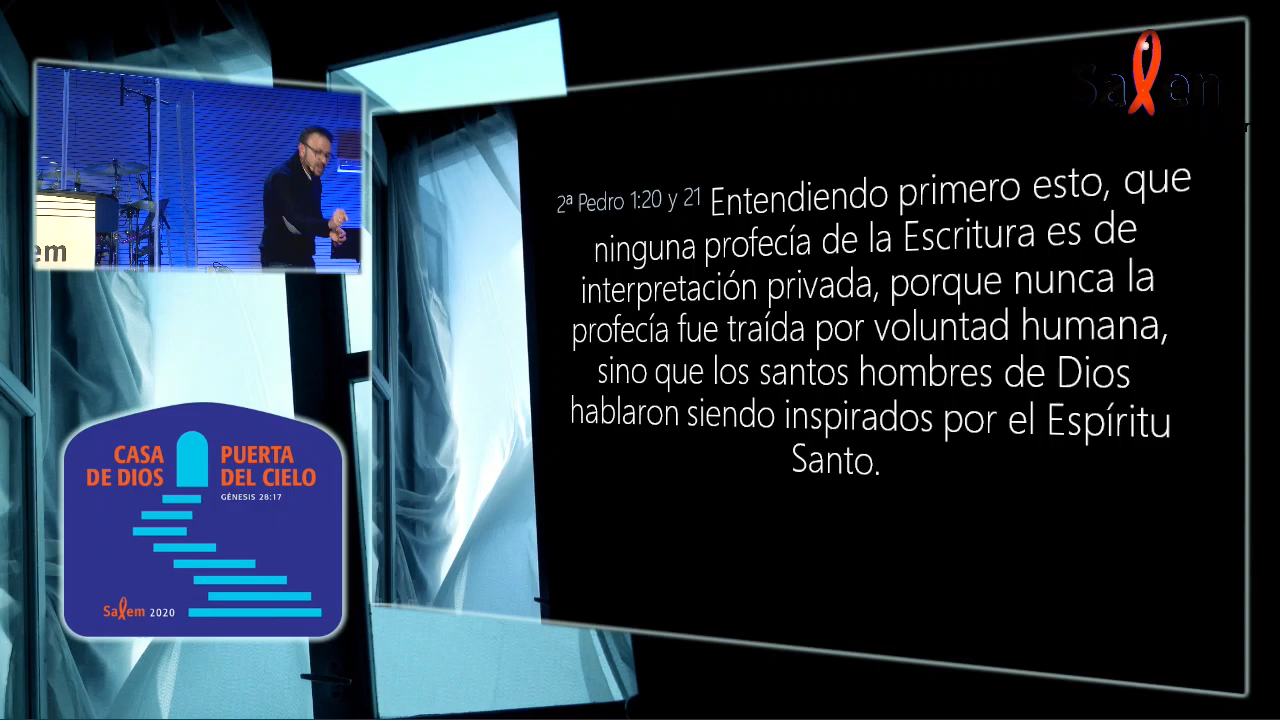 Salem
2ª Pedro 1:20 y 21 Entendiendo primero esto, que
ninguna profecía de la Escritura es de
interpretación privada, porque nunca la
profecía fue traída por voluntad humana,
sino que los santos hombres de Dios
hablaron siendo inspirados por el Espíritu
Santo.
em
CASA
DE DIOS
PUERTA
DEL CIELO
GÉNESIS 28:17
Salem 2020